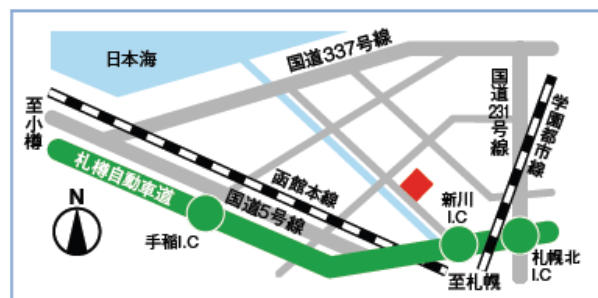 日本海
国道337号線
国道231号線
学園都市線
至小樽
札樽自動車道
函館本線
国道5号線
N
手稲I.C
新川
I.C
至札幌
札幌北
I.C